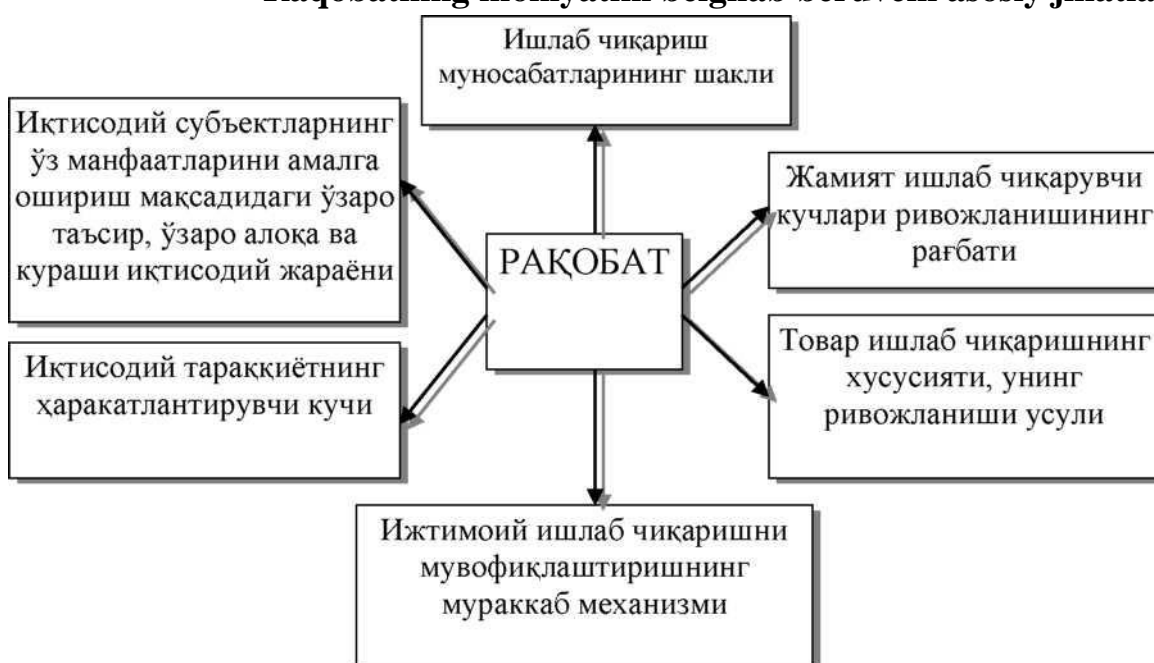 Ишлаб чиқариш
муносабатларининг шакли
Иқтисодий субъектларнинг
ўз манфаатларини амалга
ошириш мақсадидаги ўзаро
таъсир, ўзаро алоқа ва
кураши иқтисодий жараёни
Жамият ишлаб чиқарувчи
кучлари ривожланишининг
рағбати
РАҚОБАТ
Иқтисодий тараққиётнинг
ҳаракатлантирувчи кучи
Товар ишлаб чиқаришнинг
хусусияти, унинг
ривожланиши усули
Ижтимоий ишлаб чиқаришни
мувофиқлаштиришнинг
мураккаб механизми